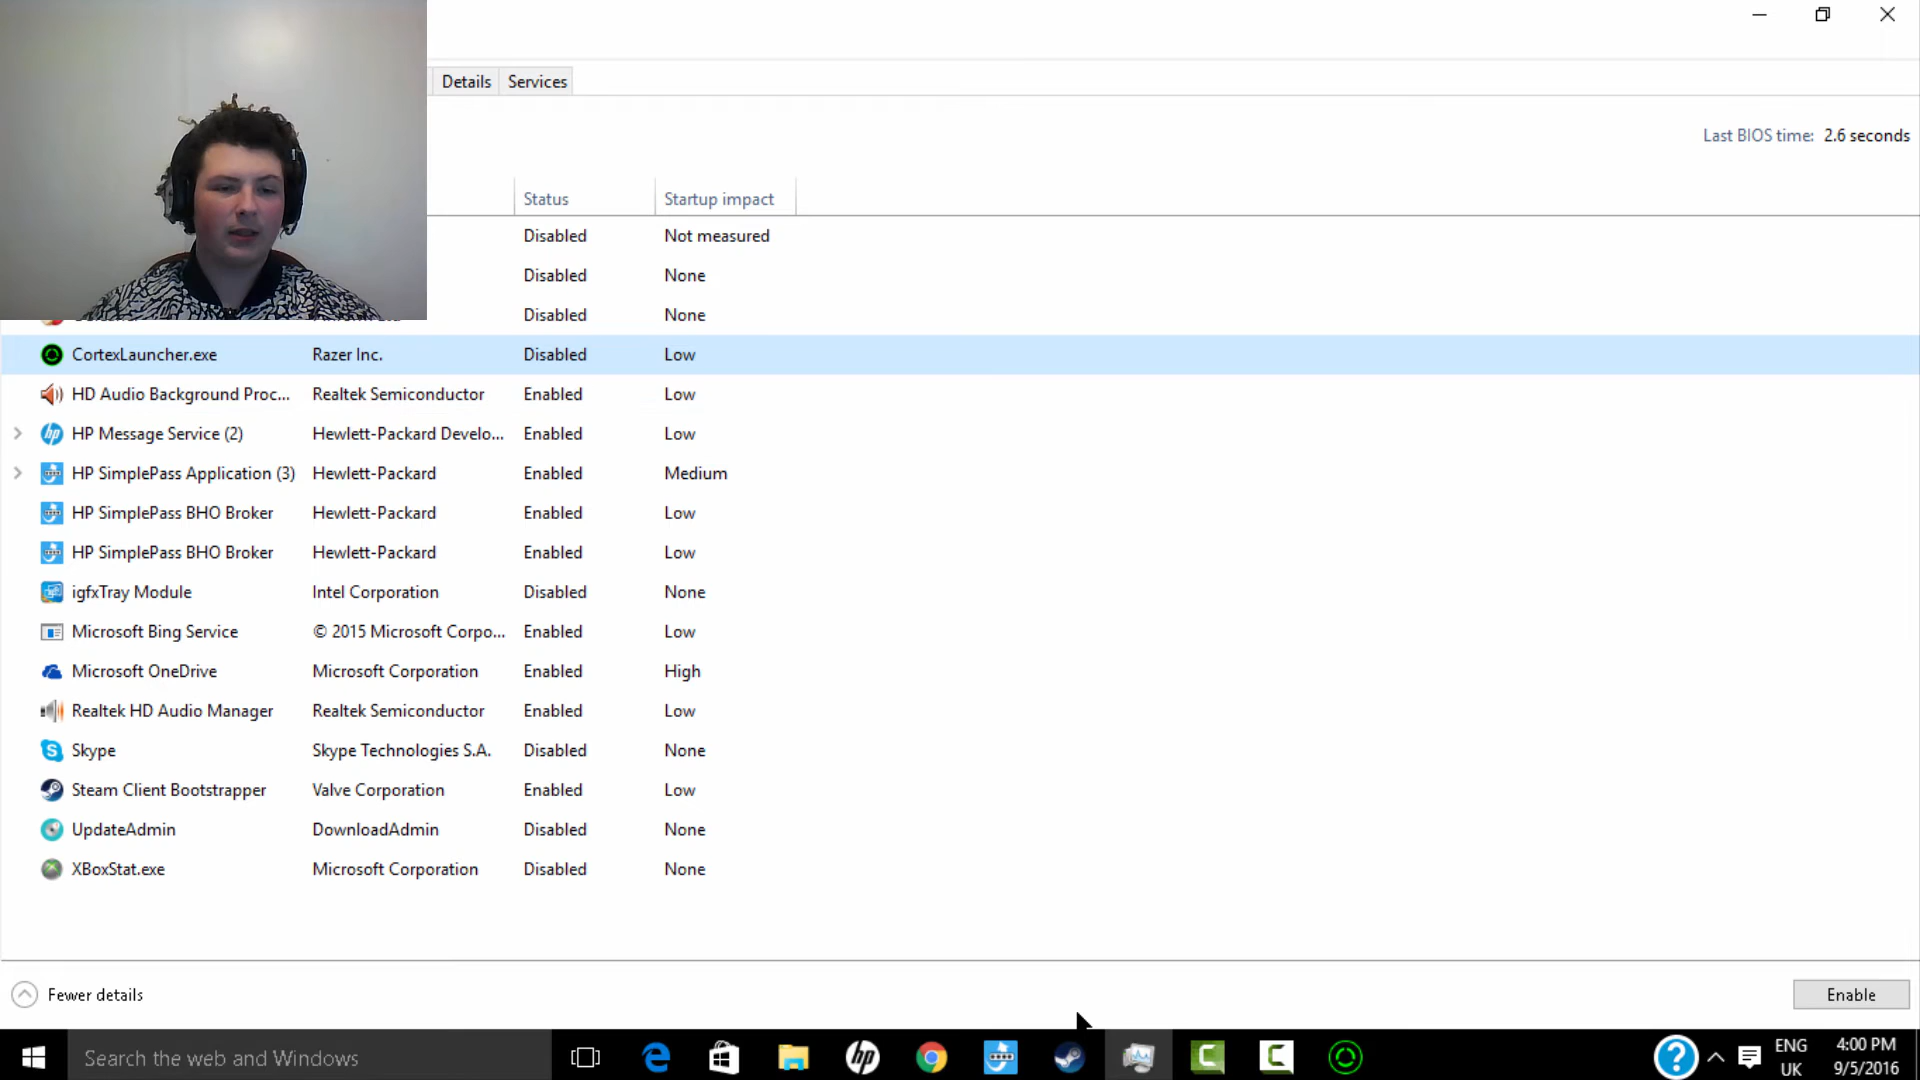 Details Services
Last BIOS time: 2.6 seconds
Status Startup impact
Disabled Not measured
Disabled None
Disabled None
CortexLauncher.exe Razer Inc. Disabled Low
HD Audio Background Proc... Realtek Semiconductor Enabled Low
HP Message Service (2) Hewlett-Packard Develo... Enabled Low
HP SimplePass Application (3) Hewlett-Packard Enabled Medium
HP SimplePass BHO Broker Hewlett-Packard Enabled Low
HP SimplePass BHO Broker Hewlett-Packard Enabled Low
igfxTray Module Intel Corporation Disabled None
Microsoft Bing Service © 2015 Microsoft Corpo... Enabled Low
Microsoft OneDrive Microsoft Corporation Enabled High
Realtek HD Audio Manager Realtek Semiconductor Enabled Low
Skype Skype Technologies S.A. Disabled None
Steam Client Bootstrapper Valve Corporation Enabled Low
UpdateAdmin DownloadAdmin Disabled None
XBoxStat.exe Microsoft Corporation Disabled None
Fewer details Enable
Search the web and Windows
ENG 4:00 PM
UK 9/5/2016